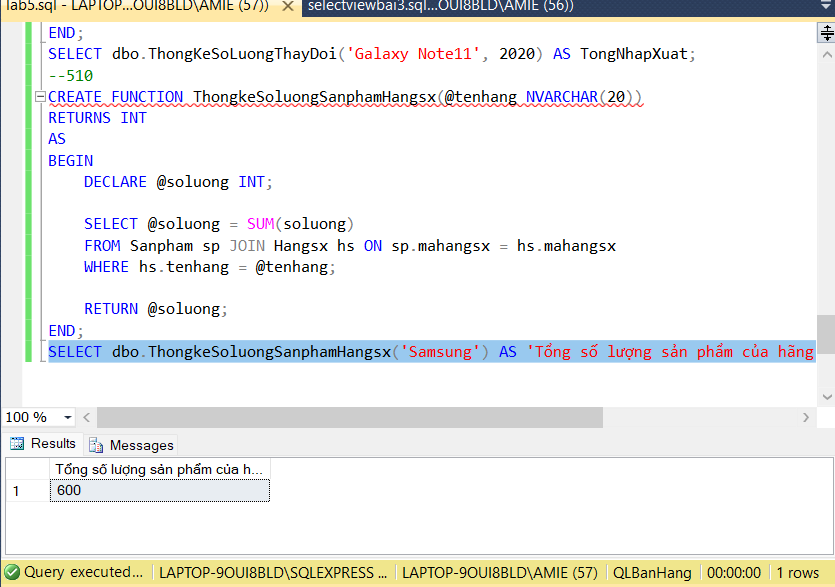 lab5.sql - LAPTOP...OUI8BLD\AMIE (57))
selectviewbai3.sql...OUI8BLD\AMIE (56))
END;
SELECT dbo.ThongKeSoLuongThayDoi('Galaxy Note11', 2020) AS TongNhapXuat;
--510
CREATE FUNCTION ThongkeSoluongSanphamHangsx(@tenhang NVARCHAR(20))
RETURNS INT
AS
BEGIN
DECLARE @soluong INT;
SELECT @soluong = SUM(soluong)
FROM Sanpham sp JOIN Hangsx hs ON sp.mahangsx = hs.mahangsx
WHERE hs.tenhang = @tenhang;
RETURN @soluong;
END;
SELECT dbo.ThongkeSoluongSanphamHangsx('Samsung') AS 'Tổng số lượng sản phẩm của hãng
100 %
Results Messages
Tổng số lượng sản phẩm của h...
1 600
Query executed... LAPTOP-9OUI8BLD\SQLEXPRESS ... LAPTOP-9OUI8BLD\AMIE (57) QLBanHang 00:00:00 1 rows